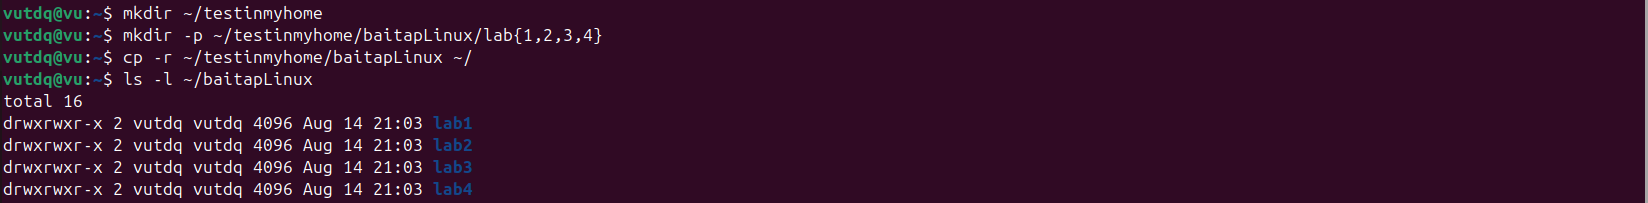 vutdq@vu:~$ mkdir ~/testinmyhome
vutdq@vu:~$ mkdir -p ~/testinmyhome/baitapLinux/lab{1,2,3,4}
vutdq@vu:~$ cp -r ~/testinmyhome/baitapLinux ~/
vutdq@vu:~$ ls -l ~/baitapLinux
total 16
drwxrwxr-x 2 vutdq vutdq 4096 Aug 14 21:03 lab1
drwxrwxr-x 2 vutdq vutdq 4096 Aug 14 21:03 lab2
drwxrwxr-x 2 vutdq vutdq 4096 Aug 14 21:03 lab3
drwxrwxr-x 2 vutdq vutdq 4096 Aug 14 21:03 lab4